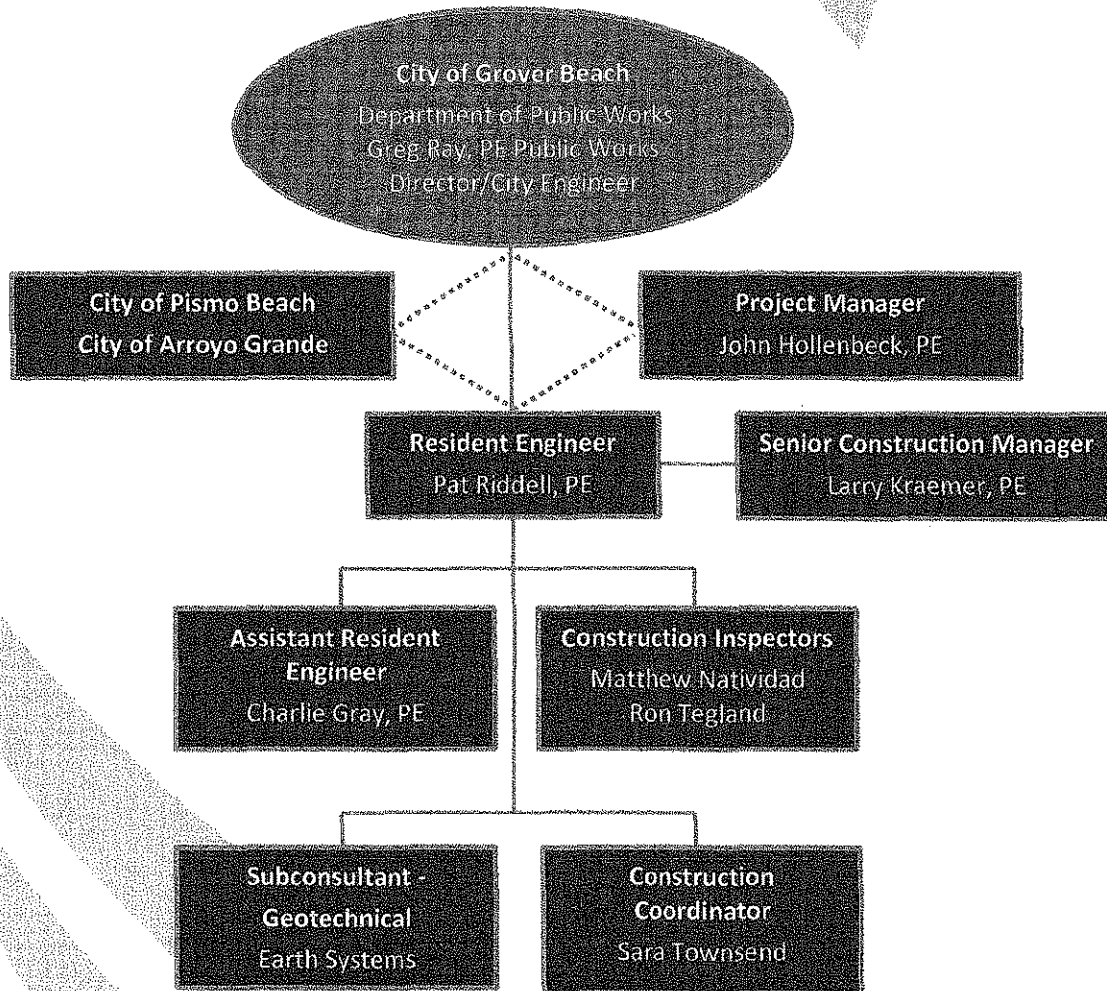 City of Grover Beach
Department of Public Works
Greg Ray, PE Public Works
Director/City Engineer
City of Pismo Beach
City of Arroyo Grande
Project Manager
John Hollenbeck, PE
Resident Engineer
Pat Riddell, PE
Senior Construction Manager
Larry Kraemer, PE
Assistant Resident
Engineer
Charlie Gray, PE
Construction Inspectors
Matthew Natividad
Ron Tegland
Subconsultant -
Geotechnical
Earth Systems
Construction
Coordinator
Sara Townsend